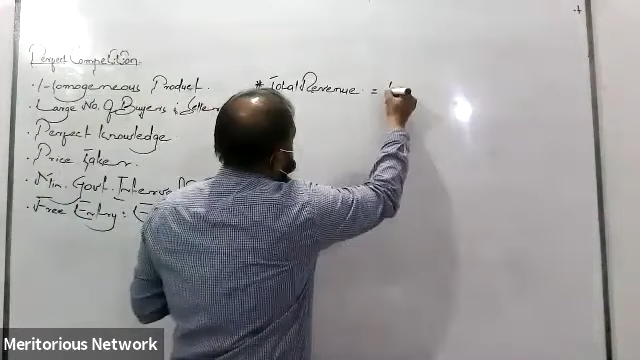 Perfect Competition
· Homogeneous Product.
· Large No. of Buyers & Sellers
· Perfect Knowledge
· Price Taker.
· Min. Govt. Interve
· Free Entry &
* Total Revenue =
Meritorious Network